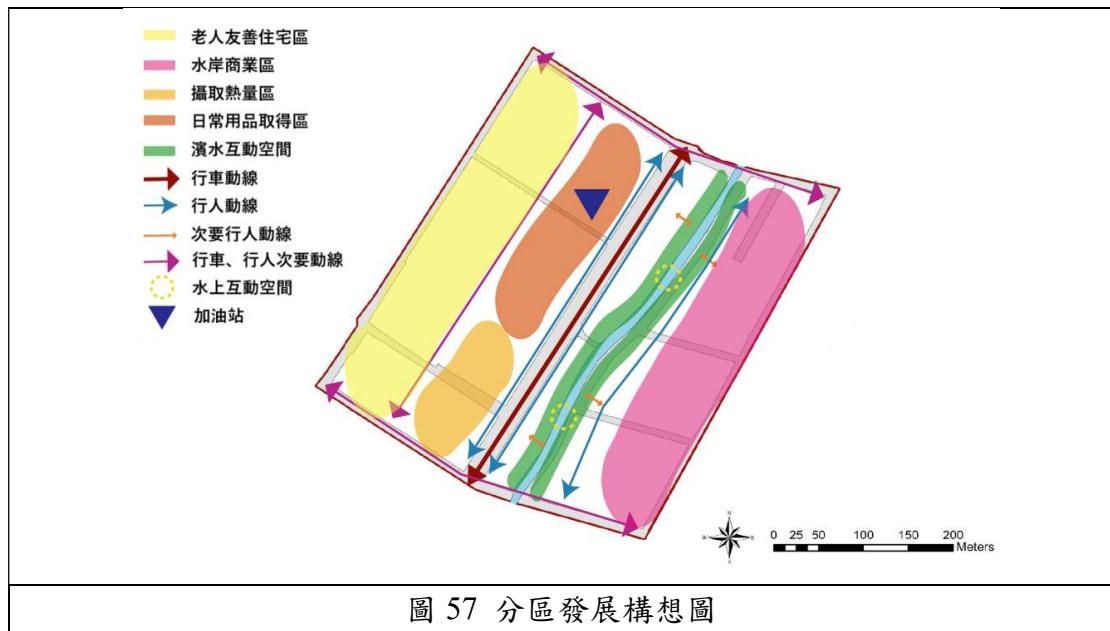 老人友善住宅區
水岸商業區
攝取熱量區
日常用品取得區
濱水互動空間
行車動線
行人動線
次要行人動線
行車、行人次要動線
水上互動空間
加油站
N
W E
S
0 25 50 100 150 200
Meters
圖 57 分區發展構想圖